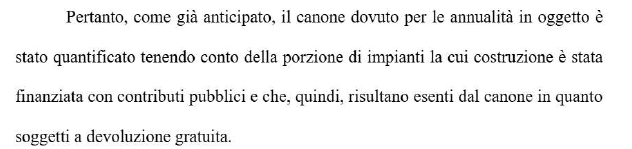 Pertanto, come già anticipato, il canone dovuto per le annualità in oggetto è
stato quantificato tenendo conto della porzione di impianti la cui costruzione è stata
finanziata con contributi pubblici e che, quindi, risultano esenti dal canone in quanto
soggetti a devoluzione gratuita.